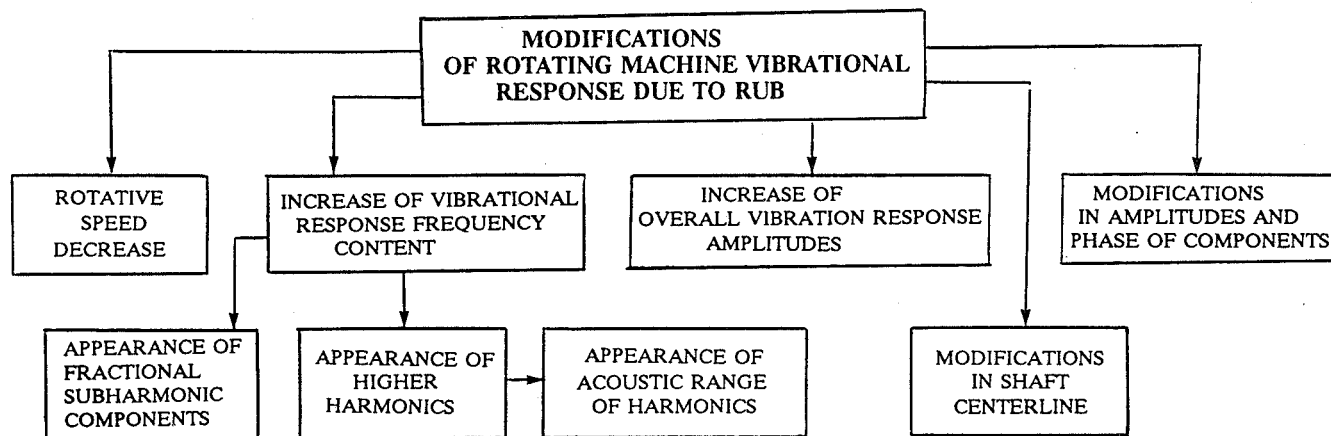 MODIFICATIONS
OF ROTATING MACHINE VIBRATIONAL
RESPONSE DUE TO RUB
ROTATIVE
SPEED
DECREASE
INCREASE OF VIBRATIONAL
RESPONSE FREQUENCY
CONTENT
INCREASE OF
OVERALL VIBRATION RESPONSE
AMPLITUDES
MODIFICATIONS
IN AMPLITUDES AND
PHASE OF COMPONENTS
APPEARANCE OF
FRACTIONAL
SUBHARMONIC
COMPONENTS
APPEARANCE OF
HIGHER
HARMONICS
APPEARANCE OF
ACOUSTIC RANGE
OF HARMONICS
MODIFICATIONS
IN SHAFT
CENTERLINE